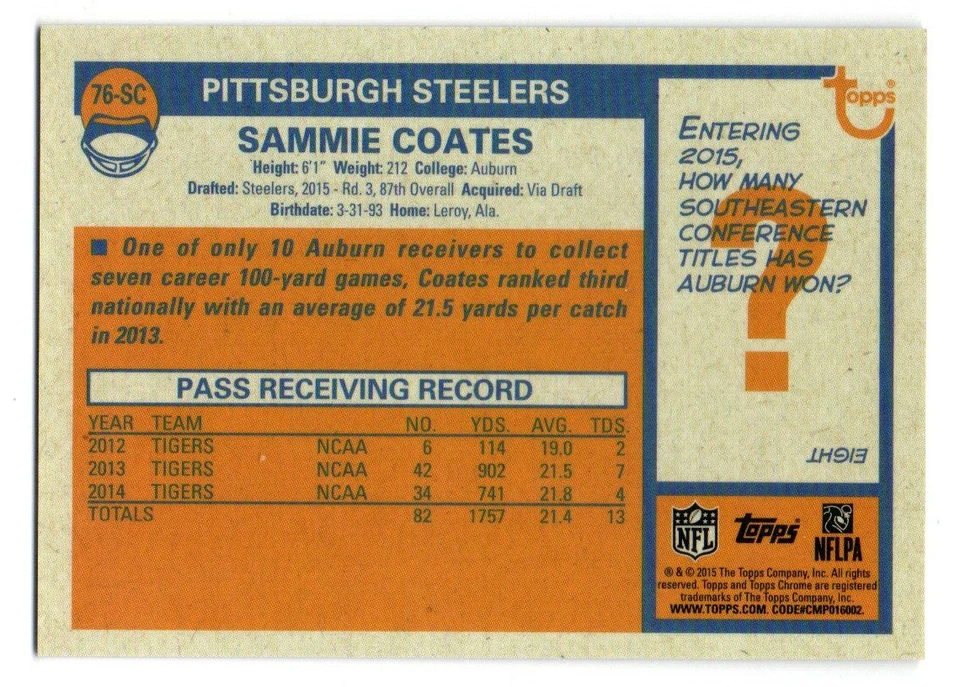 76-SC
PITTSBURGH STEELERS
SAMMIE COATES
Height: 6'1" Weight: 212 College: Auburn
Drafted: Steelers, 2015 - Rd. 3, 87th Overall Acquired: Via Draft
Birthdate: 3-31-93 Home: Leroy, Ala.
■ One of only 10 Auburn receivers to collect
seven career 100-yard games, Coates ranked third
nationally with an average of 21.5 yards per catch
in 2013.
PASS RECEIVING RECORD
YEAR TEAM NO. YDS. AVG. TDS.
2012 TIGERS NCAA 6 114 19.0 2
2013 TIGERS NCAA 42 902 21.5 7
2014 TIGERS NCAA 34 741 21.8 4
TOTALS 82 1757 21.4 13
Topps
ENTERING
2015,
HOW MANY
SOUTHEASTERN
CONFERENCE
TITLES HAS
AUBURN WON?
?
EIGHT
NFL Topps NFLPA
® & © 2015 The Topps Company, Inc. All rights
reserved. Topps and Topps Chrome are registered
trademarks of The Topps Company, Inc.
WWW.TOPPS.COM. CODE#CMP016002.